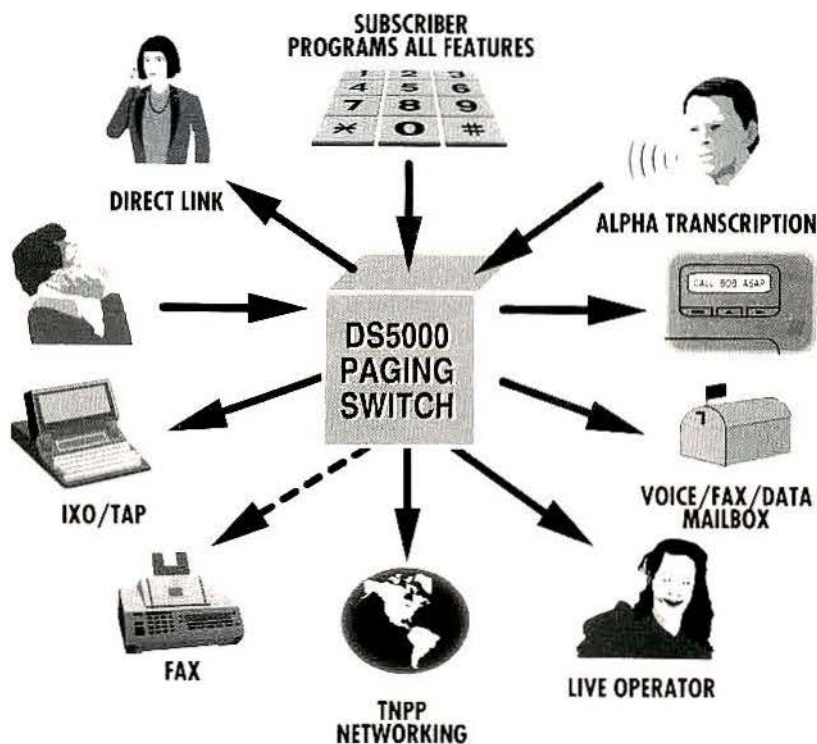 SUBSCRIBER
PROGRAMS ALL FEATURES
1 2 3
4 5 6
7 8 9
* 0 #
DIRECT LINK
ALPHA TRANSCRIPTION
CALL BOB ASAP
DS5000
PAGING
SWITCH
IXO/TAP
VOICE/FAX/DATA
MAILBOX
FAX
TNPP
NETWORKING
LIVE OPERATOR